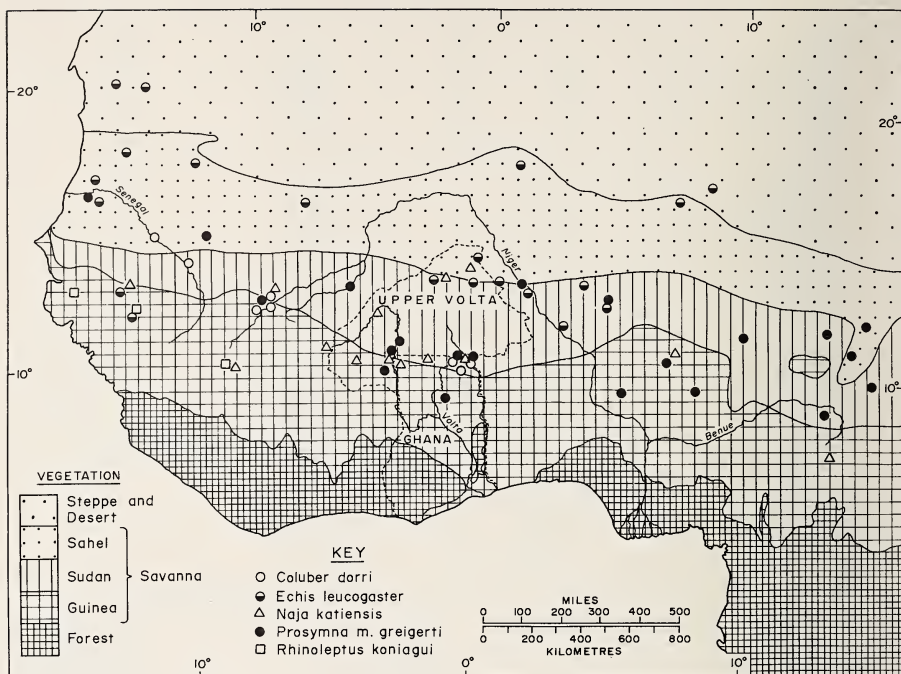 10°
0°
10°
20°
20°
Senegal
Niger
UPPER VOLTA
10°
10°
Volta
Benue
GHANA
VEGETATION
Steppe and
Desert
Sahel
Sudan
Savanna
Guinea
Forest
KEY
Coluber dorri
Echis leucogaster
Naja katiensis
Prosymna m. greigerti
Rhinoleptus koniagui
MILES
0 100 200 300 400 500
0 200 400 600 800
KILOMETRES
10°
0°
10°